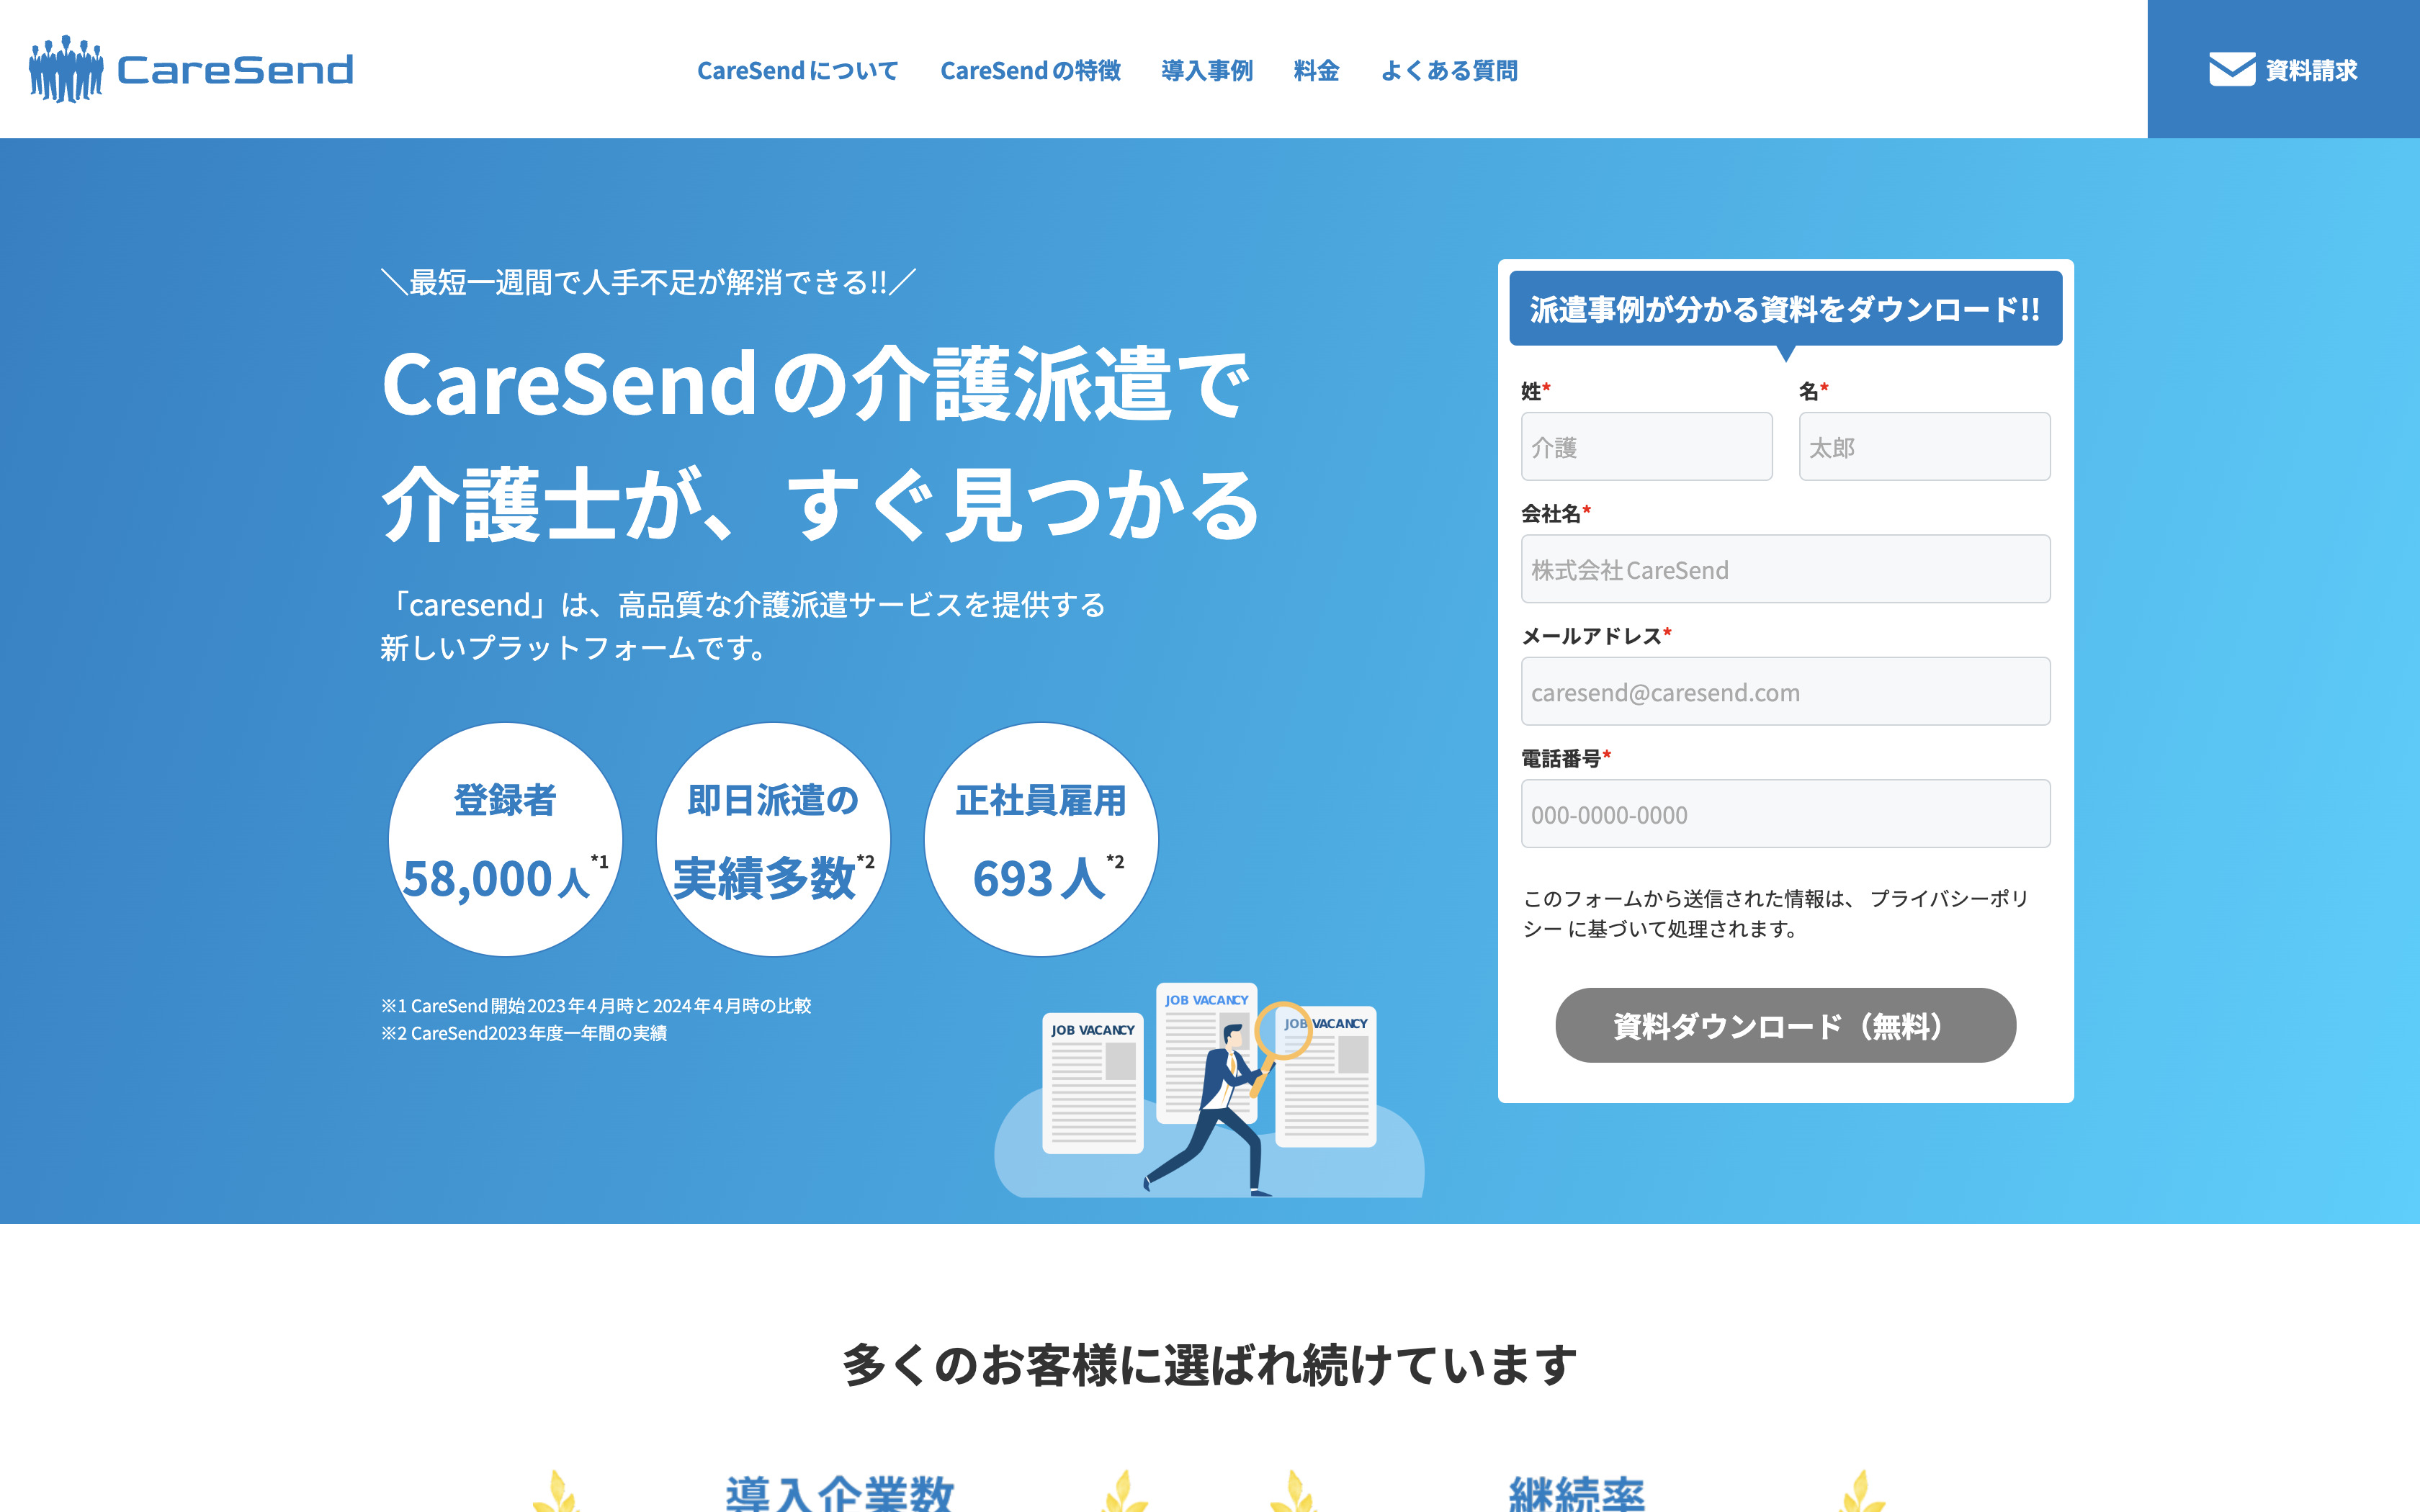 CareSend
CareSendについて
CareSendの特徴
導入事例
料金
よくある質問
資料請求
＼最短一週間で人手不足が解消できる!!／
CareSendの介護派遣で
介護士が、すぐ見つかる
「caresend」は、高品質な介護派遣サービスを提供する
新しいプラットフォームです。
登録者
58,000人*1
即日派遣の
実績多数*2
正社員雇用
693人*2
※1 CareSend開始2023年4月時と2024年4月時の比較
※2 CareSend2023年度一年間の実績
JOB VACANCY
JOB VACANCY
JOB VACANCY
派遣事例が分かる資料をダウンロード!!
姓*
名*
介護
太郎
会社名*
株式会社CareSend
メールアドレス*
caresend@caresend.com
電話番号*
000-0000-0000
このフォームから送信された情報は、 プライバシーポリ
シー に基づいて処理されます。
資料ダウンロード（無料）
多くのお客様に選ばれ続けています
導入企業数
継続率